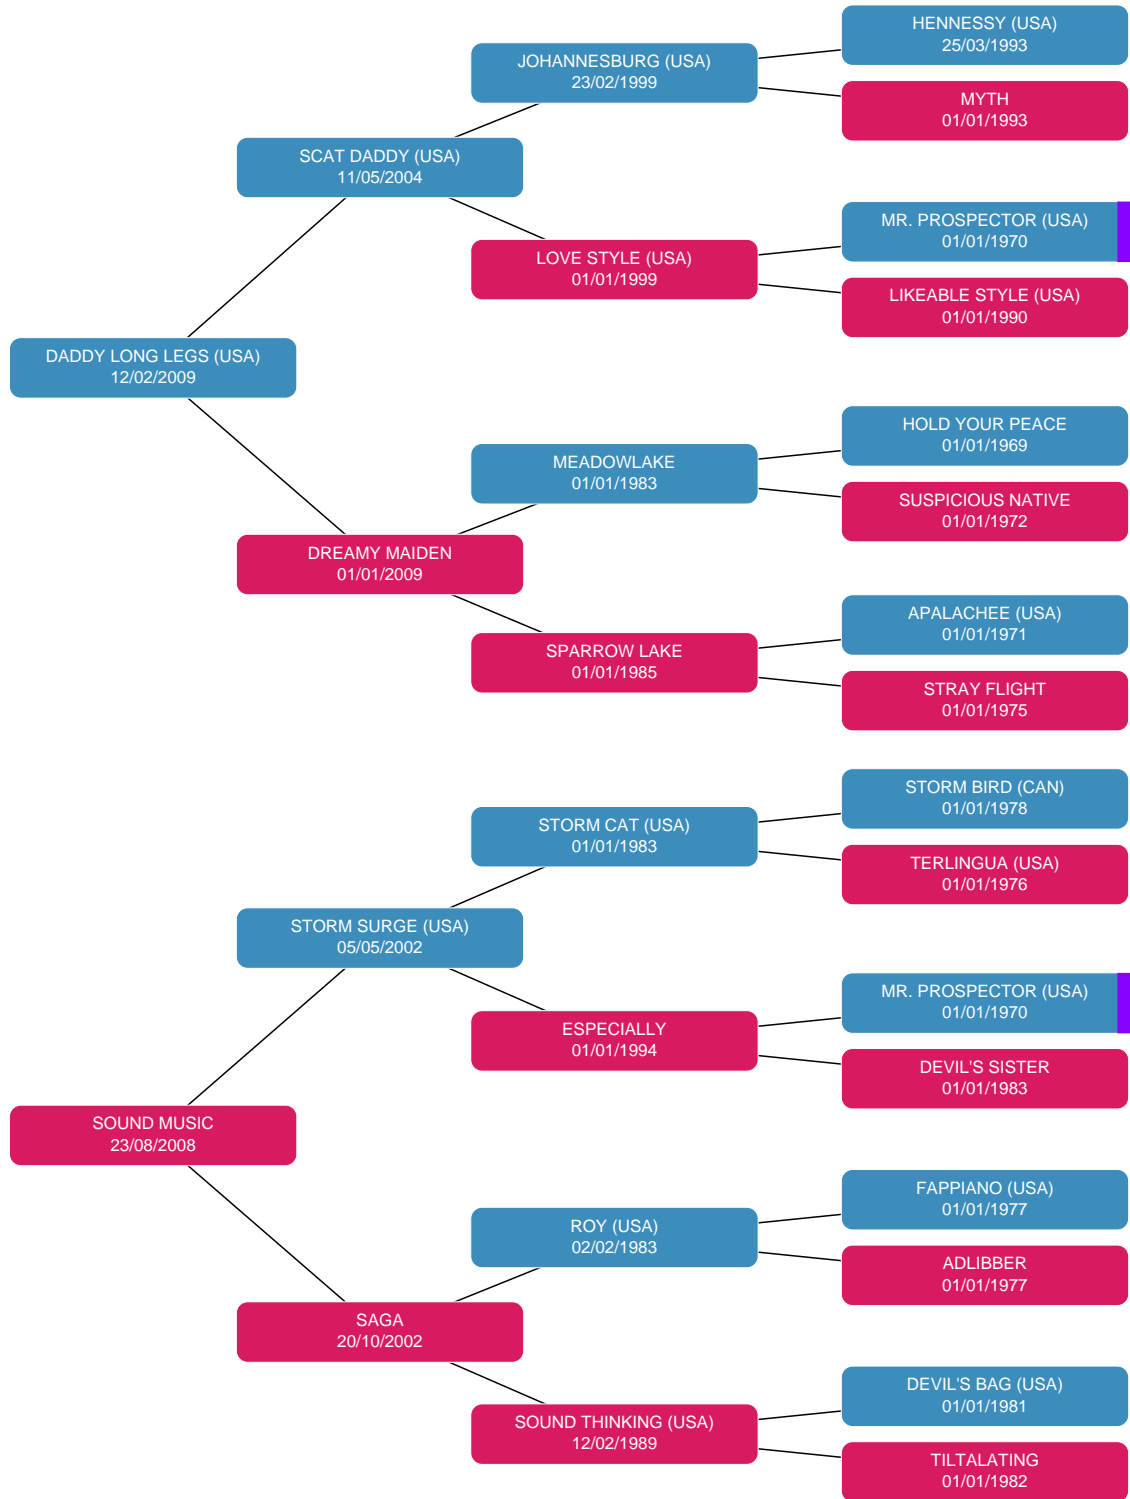 HENNESSY (USA)
25/03/1993
JOHANNESBURG (USA)
23/02/1999
MYTH
01/01/1993
SCAT DADDY (USA)
11/05/2004
MR. PROSPECTOR (USA)
01/01/1970
LOVE STYLE (USA)
01/01/1999
LIKEABLE STYLE (USA)
01/01/1990
DADDY LONG LEGS (USA)
12/02/2009
HOLD YOUR PEACE
01/01/1969
MEADOWLAKE
01/01/1983
SUSPICIOUS NATIVE
01/01/1972
DREAMY MAIDEN
01/01/2009
APALACHEE (USA)
01/01/1971
SPARROW LAKE
01/01/1985
STRAY FLIGHT
01/01/1975
STORM BIRD (CAN)
01/01/1978
STORM CAT (USA)
01/01/1983
TERLINGUA (USA)
01/01/1976
STORM SURGE (USA)
05/05/2002
MR. PROSPECTOR (USA)
01/01/1970
ESPECIALLY
01/01/1994
DEVIL'S SISTER
01/01/1983
SOUND MUSIC
23/08/2008
FAPPIANO (USA)
01/01/1977
ROY (USA)
02/02/1983
ADLIBBER
01/01/1977
SAGA
20/10/2002
DEVIL'S BAG (USA)
01/01/1981
SOUND THINKING (USA)
12/02/1989
TILTALATING
01/01/1982